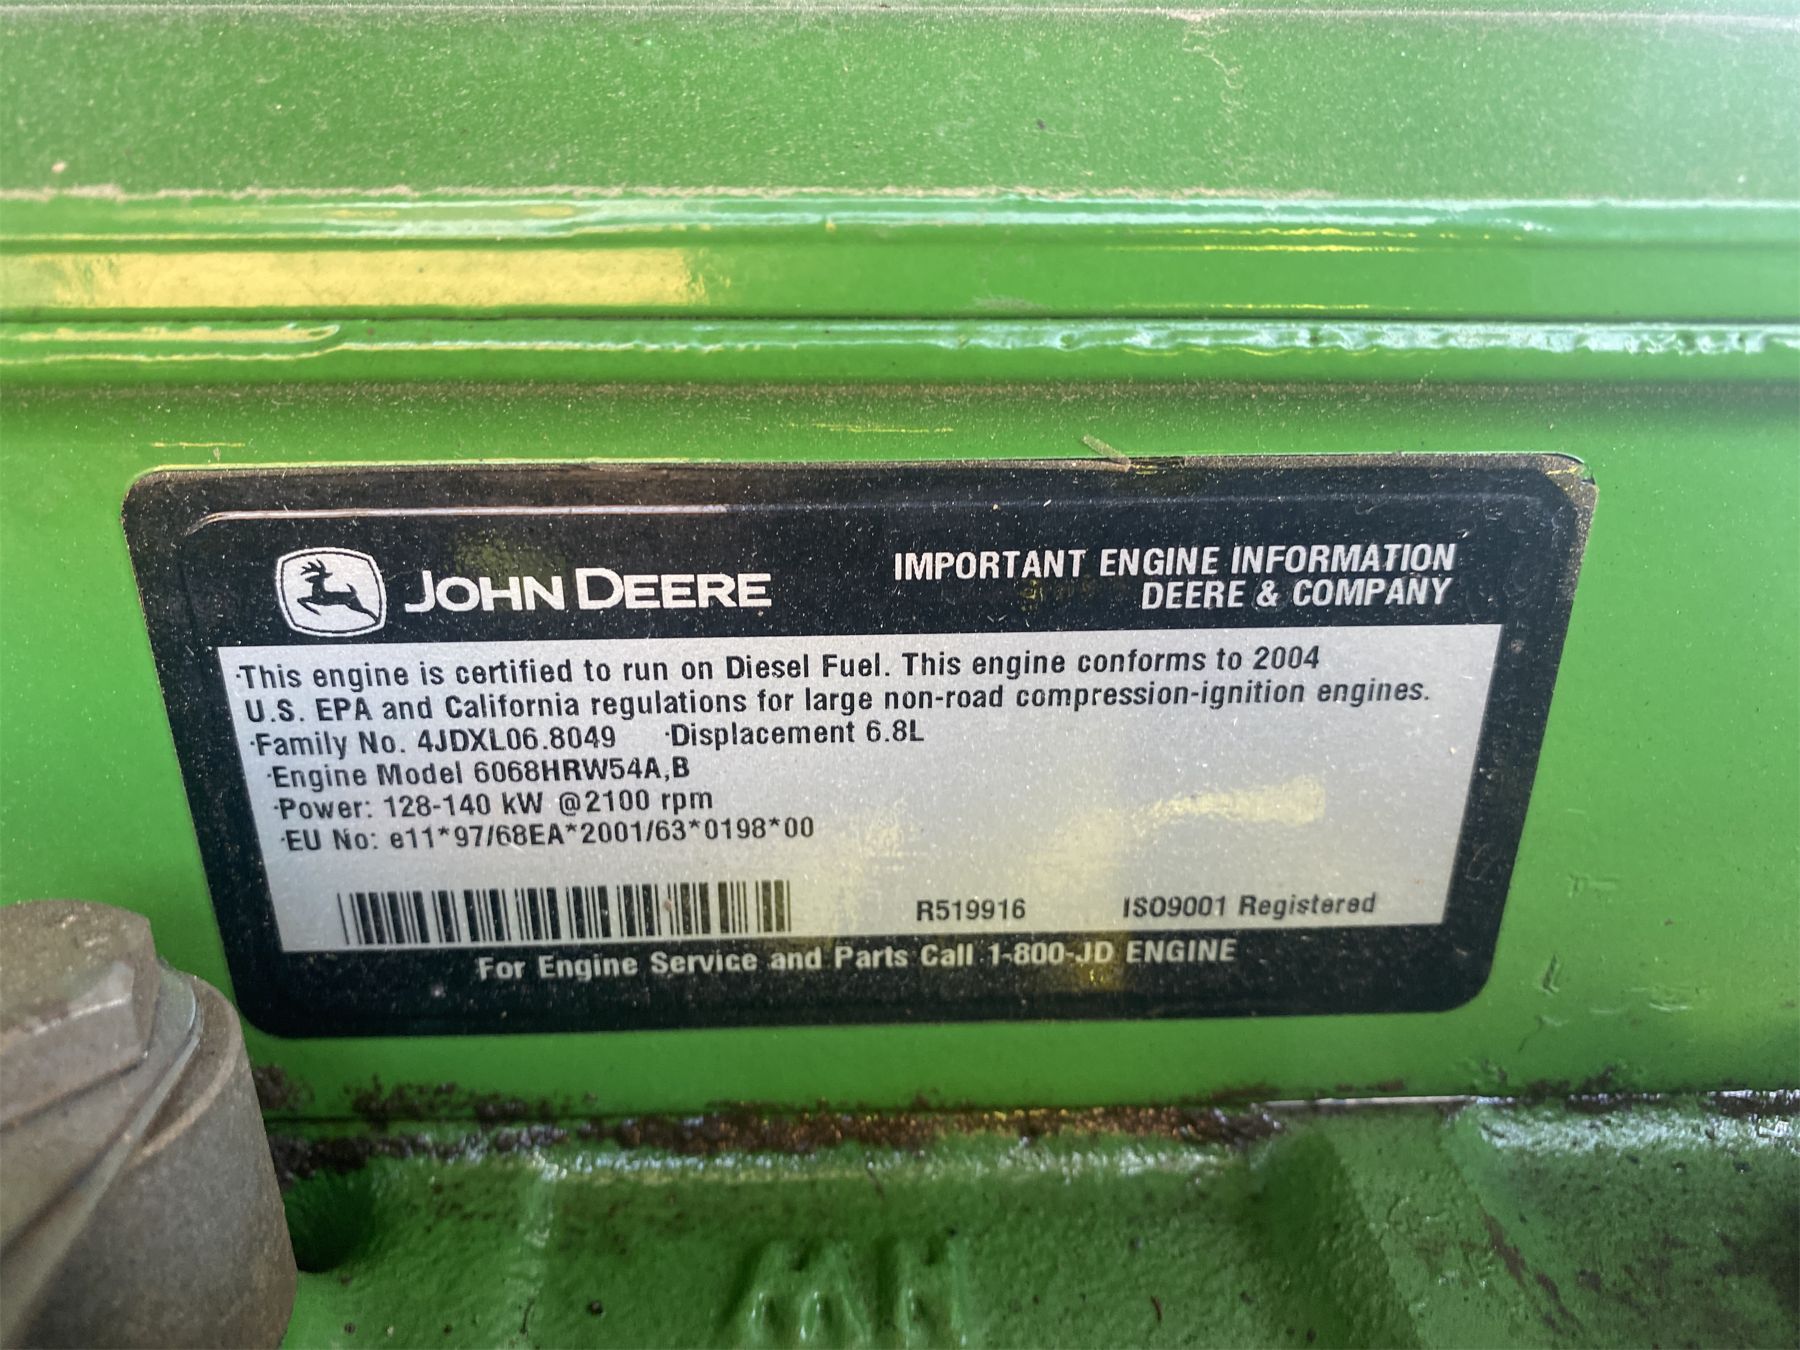 JOHN DEERE
IMPORTANT ENGINE INFORMATION
DEERE & COMPANY
·This engine is certified to run on Diesel Fuel. This engine conforms to 2004
U.S. EPA and California regulations for large non-road compression-ignition engines.
·Family No. 4JDXL06.8049 ·Displacement 6.8L
·Engine Model 6068HRW54A,B
·Power: 128-140 kW @2100 rpm
·EU No: e11*97/68EA*2001/63*0198*00
R519916 ISO9001 Registered
For Engine Service and Parts Call 1-800-JD ENGINE